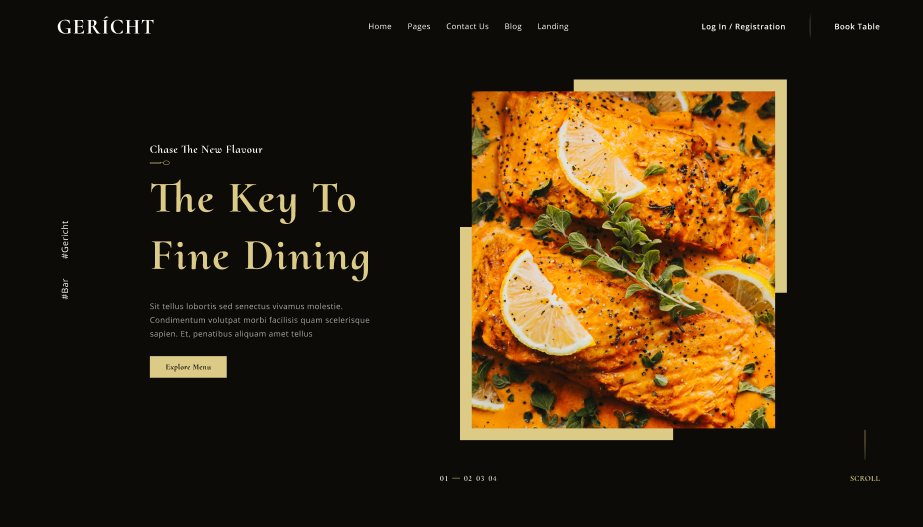 GERÍCHT
Home Pages Contact Us Blog Landing
Log In / Registration
Book Table
Chase The New Flavour
The Key To
Fine Dining
#Gericht
#Bar
Sit tellus lobortis sed senectus vivamus molestie.
Condimentum volutpat morbi facilisis quam scelerisque
sapien. Et, penatibus aliquam amet tellus
Explore Menu
01 — 02 03 04
SCROLL